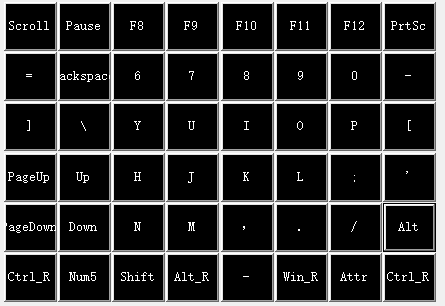 Scroll Pause F8 F9 F10 F11 F12 PrtSc
= ackspac 6 7 8 9 0 -
] \ Y U I O P [
PageUp Up H J K L ; '
PageDown Down N M , . / Alt
Ctrl_R Num5 Shift Alt_R - Win_R Attr Ctrl_R